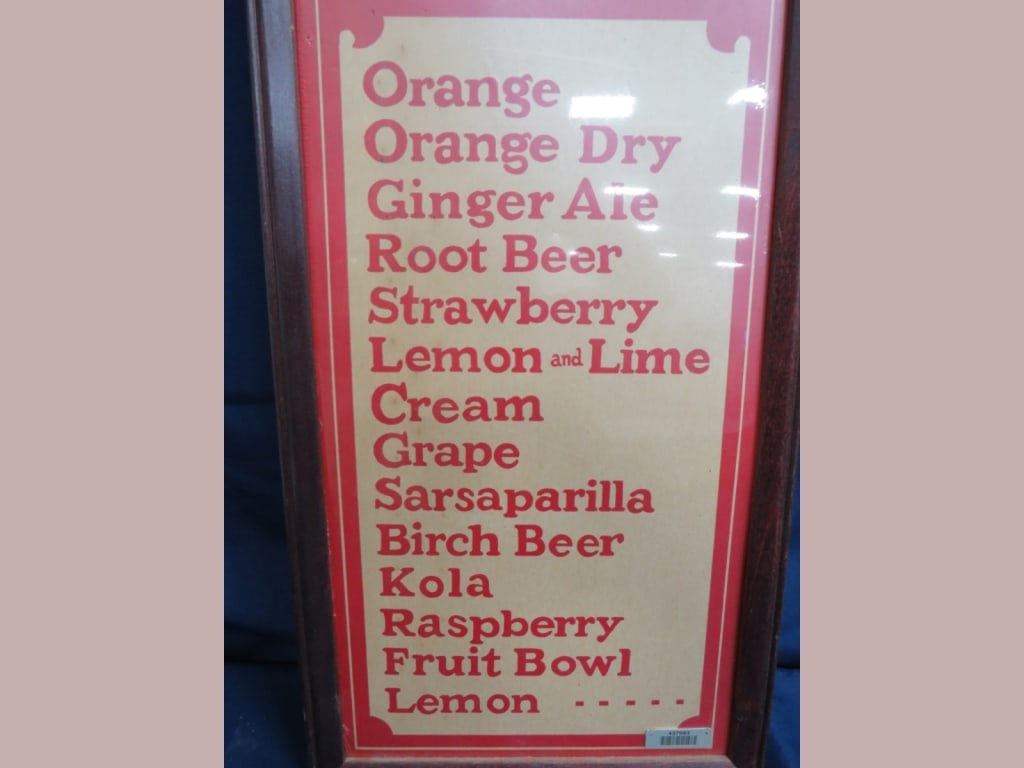 Orange
Orange Dry
Ginger Ale
Root Beer
Strawberry
Lemon and Lime
Cream
Grape
Sarsaparilla
Birch Beer
Kola
Raspberry
Fruit Bowl
Lemon - - - - -